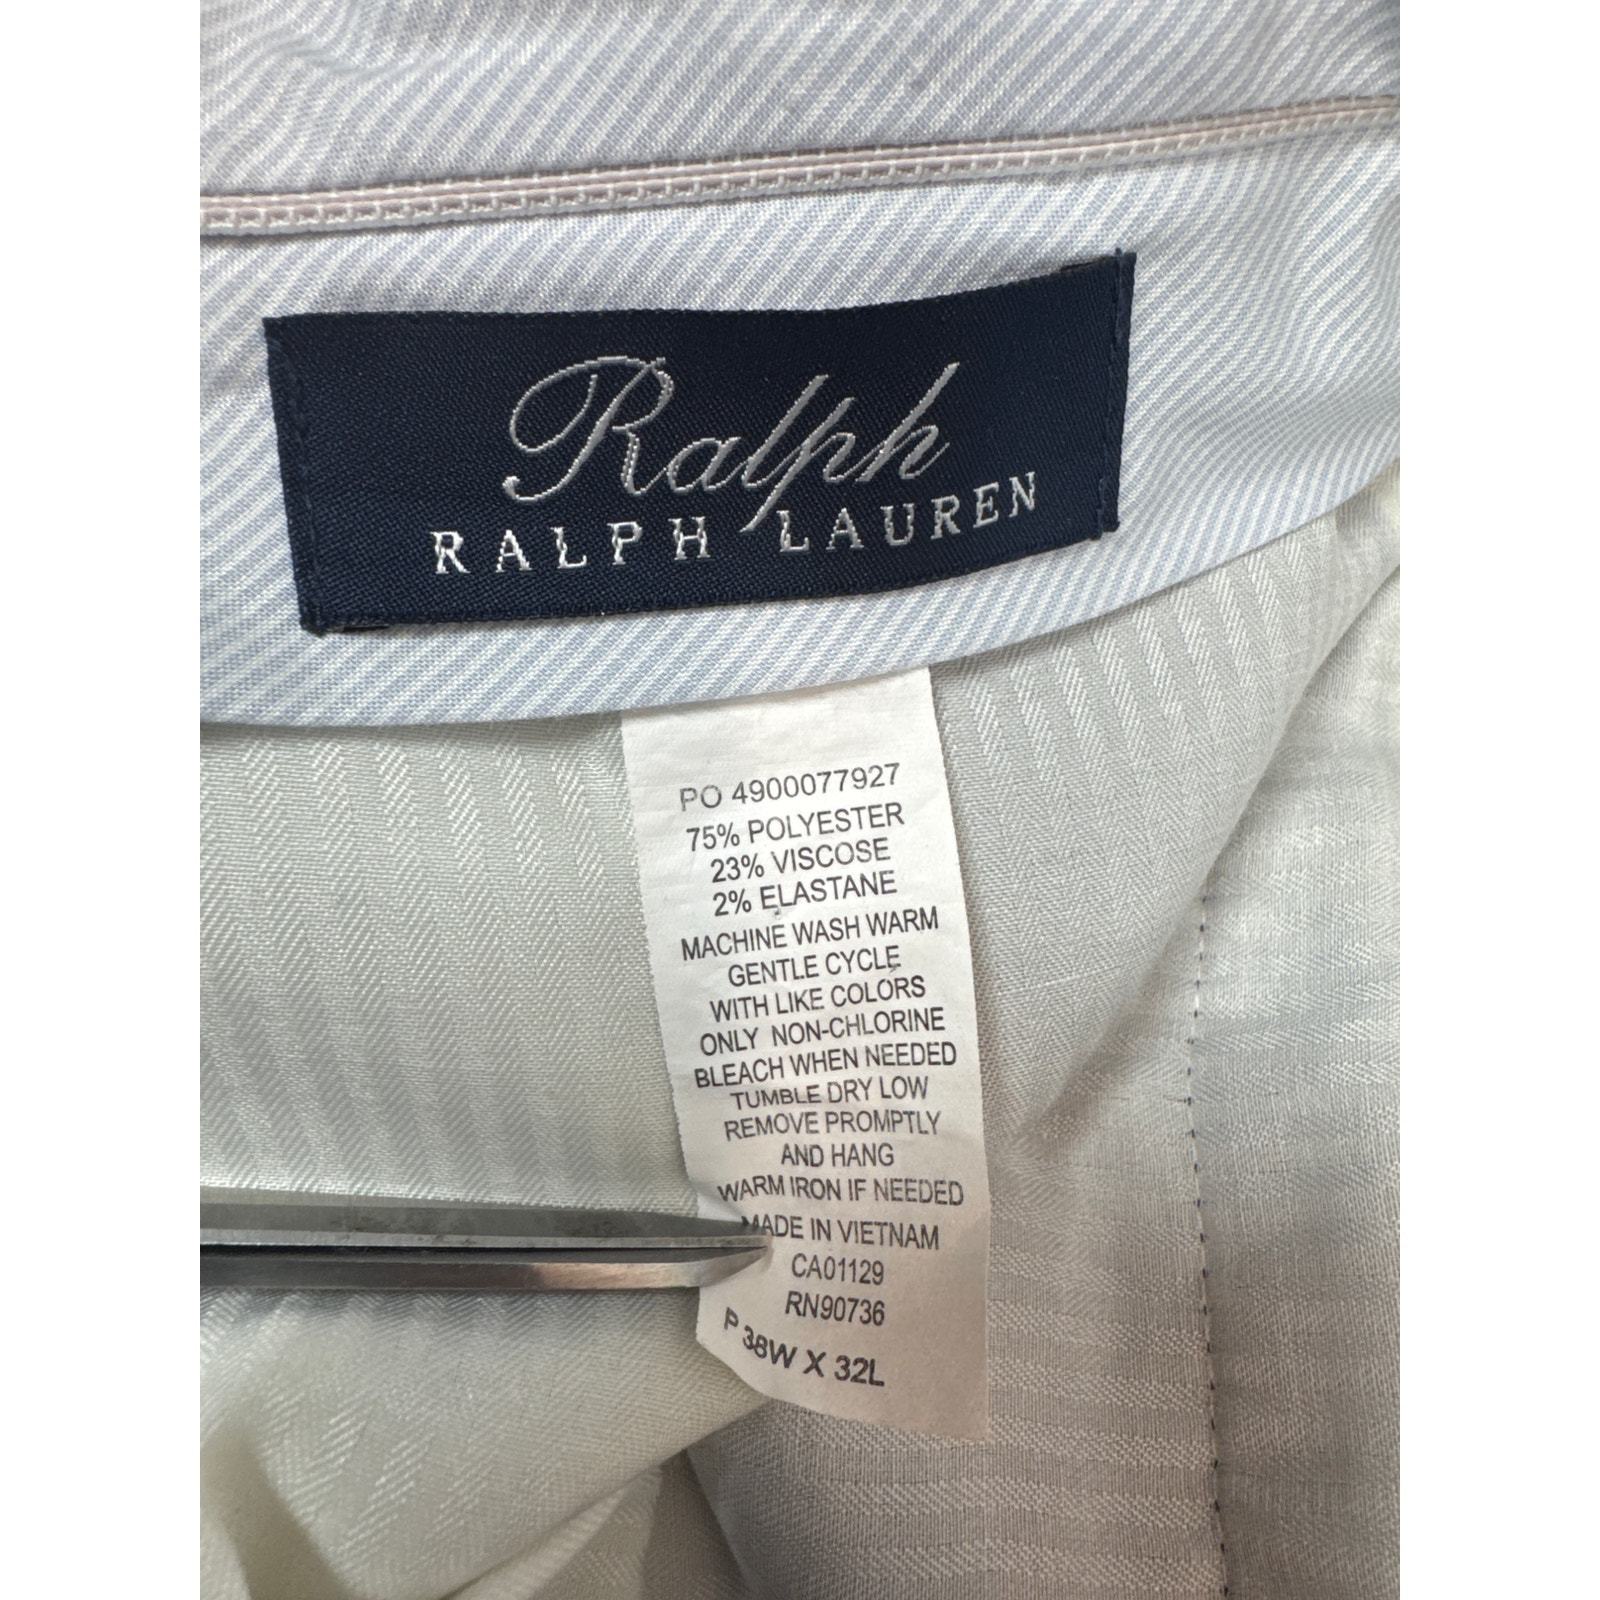 Ralph
RALPH LAUREN
PO 4900077927
75% POLYESTER
23% VISCOSE
2% ELASTANE
MACHINE WASH WARM
GENTLE CYCLE
WITH LIKE COLORS
ONLY NON-CHLORINE
BLEACH WHEN NEEDED
TUMBLE DRY LOW
REMOVE PROMPTLY
AND HANG
WARM IRON IF NEEDED
MADE IN VIETNAM
CA01129
RN90736
P 38W X 32L